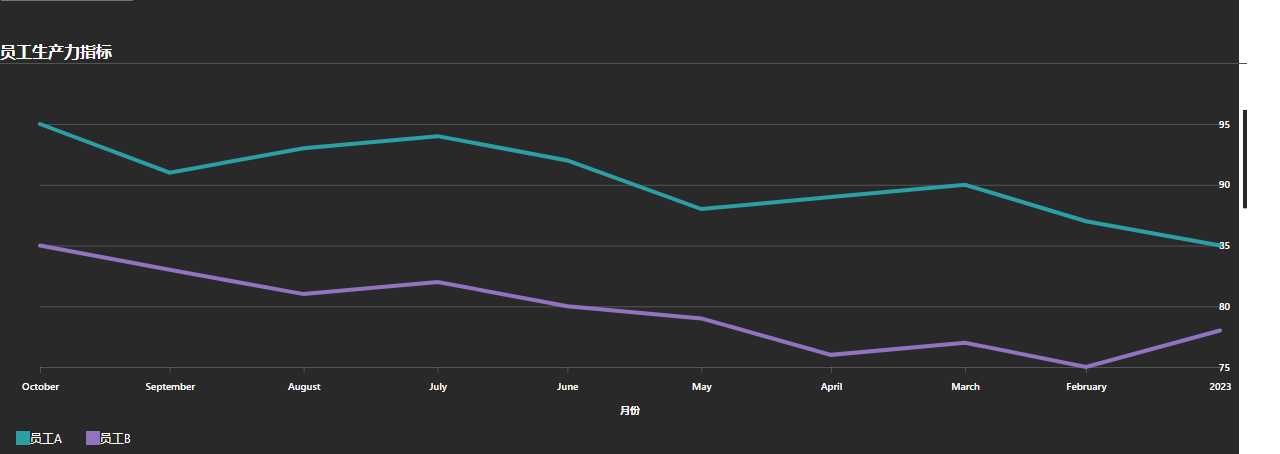 员工生产力指标
95
90
85
80
75
October September August July June May April March February 2023
月份
员工A 员工B